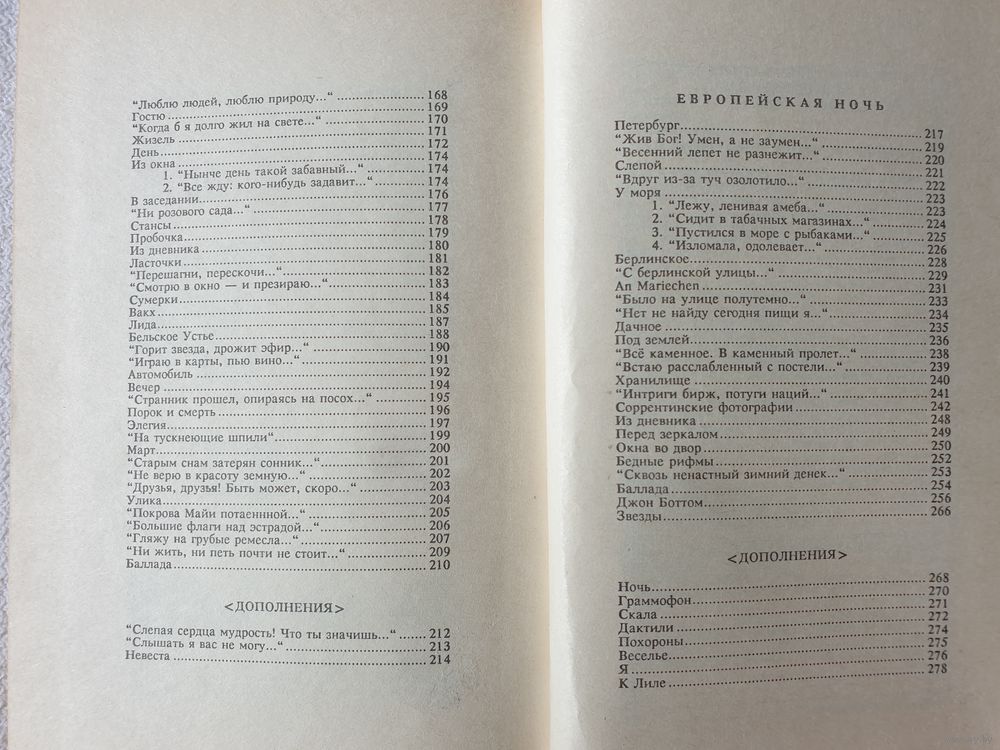 “Люблю людей, люблю природу...“ ........ 168
Гостю ........ 169
“Когда б я долго жил на свете...“ ........ 170
Жизель ........ 171
День ........ 172
Из окна ........ 174
1. “Нынче день такой забавный...“ ........ 174
2. “Все жду: кого-нибудь задавит...“ ........ 174
В заседании ........ 176
“Ни розового сада...“ ........ 177
Стансы ........ 178
Пробочка ........ 179
Из дневника ........ 180
Ласточки ........ 181
“Перешагни, перескочи...“ ........ 182
“Смотрю в окно — и презираю...“ ........ 183
Сумерки ........ 184
Вакх ........ 185
Лида ........ 187
Бельское Устье ........ 188
“Горит звезда, дрожит эфир...“ ........ 190
“Играю в карты, пью вино...“ ........ 191
Автомобиль ........ 192
Вечер ........ 194
“Странник прошел, опираясь на посох...“ ........ 195
Порок и смерть ........ 196
Элегия ........ 197
“На тускнеющие шпили“ ........ 199
Март ........ 200
“Старым снам затерян сонник...“ ........ 201
“Не верю в красоту земную...“ ........ 202
“Друзья, друзья! Быть может, скоро...“ ........ 203
Улика ........ 204
“Покрова Майи потаенной...“ ........ 205
“Большие флаги над эстрадой...“ ........ 206
“Гляжу на грубые ремесла...“ ........ 207
“Ни жить, ни петь почти не стоит...“ ........ 209
Баллада ........ 210
<ДОПОЛНЕНИЯ>
“Слепая сердца мудрость! Что ты значишь...“ ........ 212
“Слышать я вас не могу...“ ........ 213
Невеста ........ 214
ЕВРОПЕЙСКАЯ НОЧЬ
Петербург ........ 217
“Жив Бог! Умен, а не заумен...“ ........ 219
“Весенний лепет не разнежит...“ ........ 220
Слепой ........ 221
“Вдруг из-за туч озолотило...“ ........ 222
У моря ........ 223
1. “Лежу, ленивая амеба...“ ........ 223
2. “Сидит в табачных магазинах...“ ........ 224
3. “Пустился в море с рыбаками...“ ........ 225
4. “Изломала, одолевает...“ ........ 226
Берлинское ........ 228
“С берлинской улицы...“ ........ 229
An Mariechen ........ 231
“Было на улице полутемно...“ ........ 233
“Нет не найду сегодня пищи я...“ ........ 234
Дачное ........ 235
Под землей ........ 236
“Всё каменное. В каменный пролет...“ ........ 238
“Встаю расслабленный с постели...“ ........ 239
Хранилище ........ 240
“Интриги бирж, потуги наций...“ ........ 241
Соррентинские фотографии ........ 242
Из дневника ........ 248
Перед зеркалом ........ 249
Окна во двор ........ 250
Бедные рифмы ........ 252
“Сквозь ненастный зимний денек...“ ........ 253
Баллада ........ 254
Джон Боттом ........ 256
Звезды ........ 266
<ДОПОЛНЕНИЯ>
Ночь ........ 268
Граммофон ........ 270
Скала ........ 271
Дактили ........ 272
Похороны ........ 274
Веселье ........ 275
Я ........ 276
К Лиле ........ 278